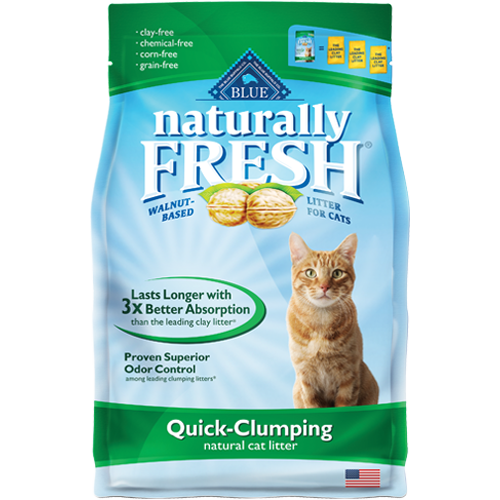 • clay-free
• chemical-free
• corn-free
• grain-free
BLUE
naturally
FRESH®
WALNUT-
BASED
LITTER
FOR CATS
Lasts Longer with
3x Better Absorption
than the leading clay litter*
Proven Superior
Odor Control
among leading clumping litters*
Quick-Clumping
natural cat litter